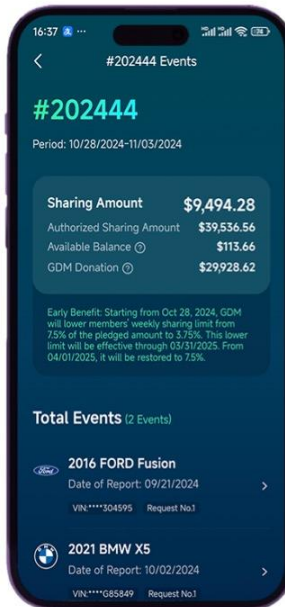 16:37
#202444 Events
#202444
Period: 10/28/2024-11/03/2024
Sharing Amount $9,494.28
Authorized Sharing Amount $39,536.56
Available Balance $113.66
GDM Donation $29,928.62
Early Benefit: Starting from Oct 28, 2024, GDM
will lower members' weekly sharing limit from
7.5% of the pledged amount to 3.75%. This lower
limit will be effective through 03/31/2025. From
04/01/2025, it will be restored to 7.5%.
Total Events (2 Events)
Ford
2016 FORD Fusion
Date of Report: 09/21/2024
VIN:****304595 Request No.1
2021 BMW X5
Date of Report: 10/02/2024
VIN:****G85849 Request No.1